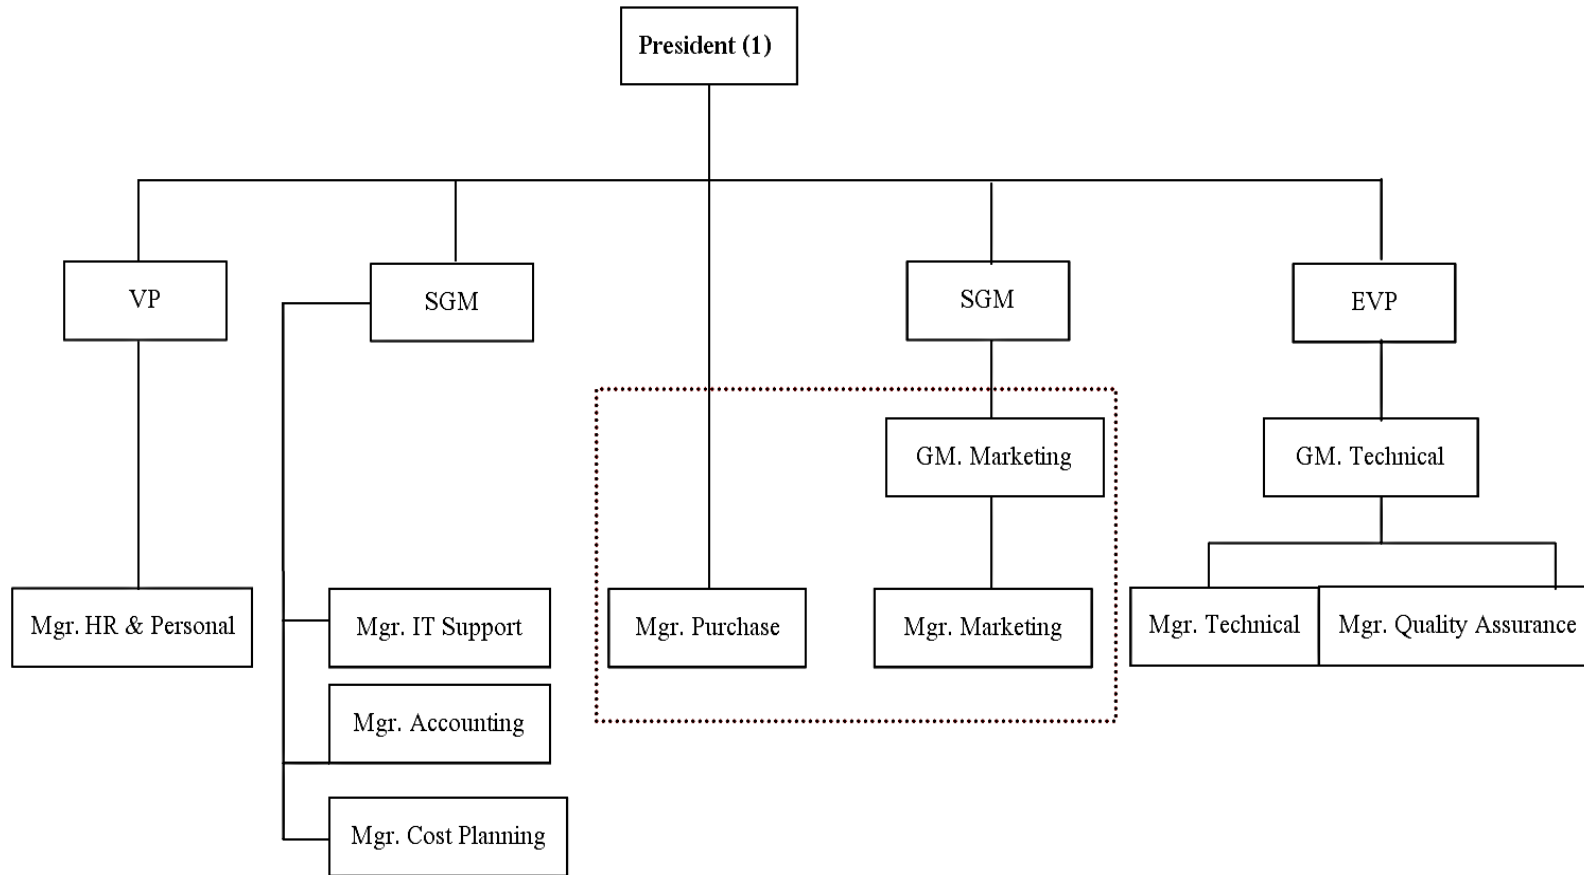 President (1)
VP
SGM
SGM
EVP
GM. Marketing
GM. Technical
Mgr. HR & Personal
Mgr. IT Support
Mgr. Purchase
Mgr. Marketing
Mgr. Technical
Mgr. Quality Assurance
Mgr. Accounting
Mgr. Cost Planning